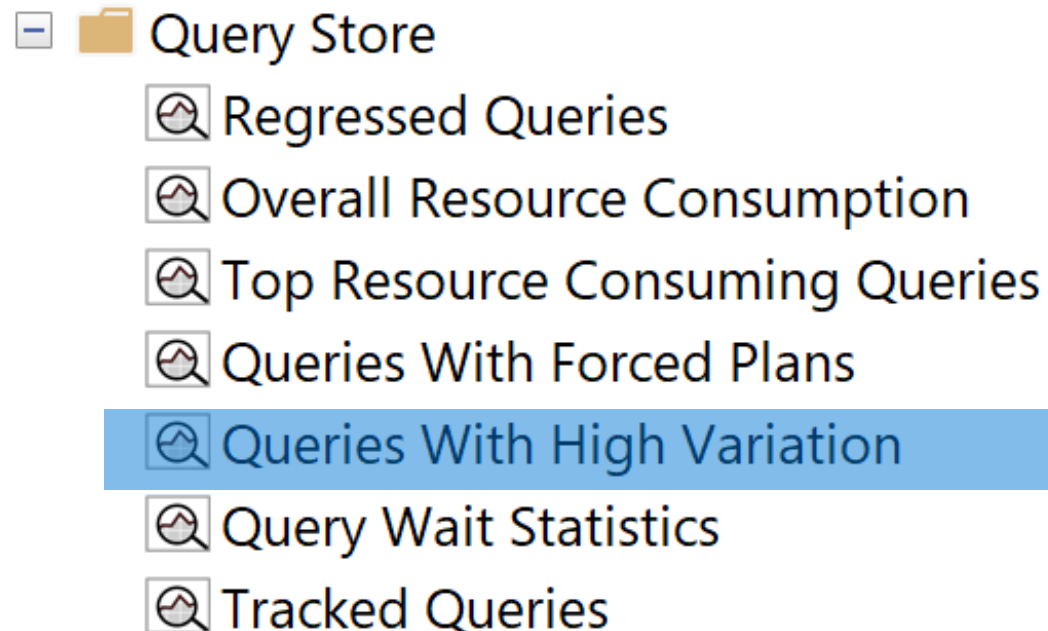 Query Store
Regressed Queries
Overall Resource Consumption
Top Resource Consuming Queries
Queries With Forced Plans
Queries With High Variation
Query Wait Statistics
Tracked Queries